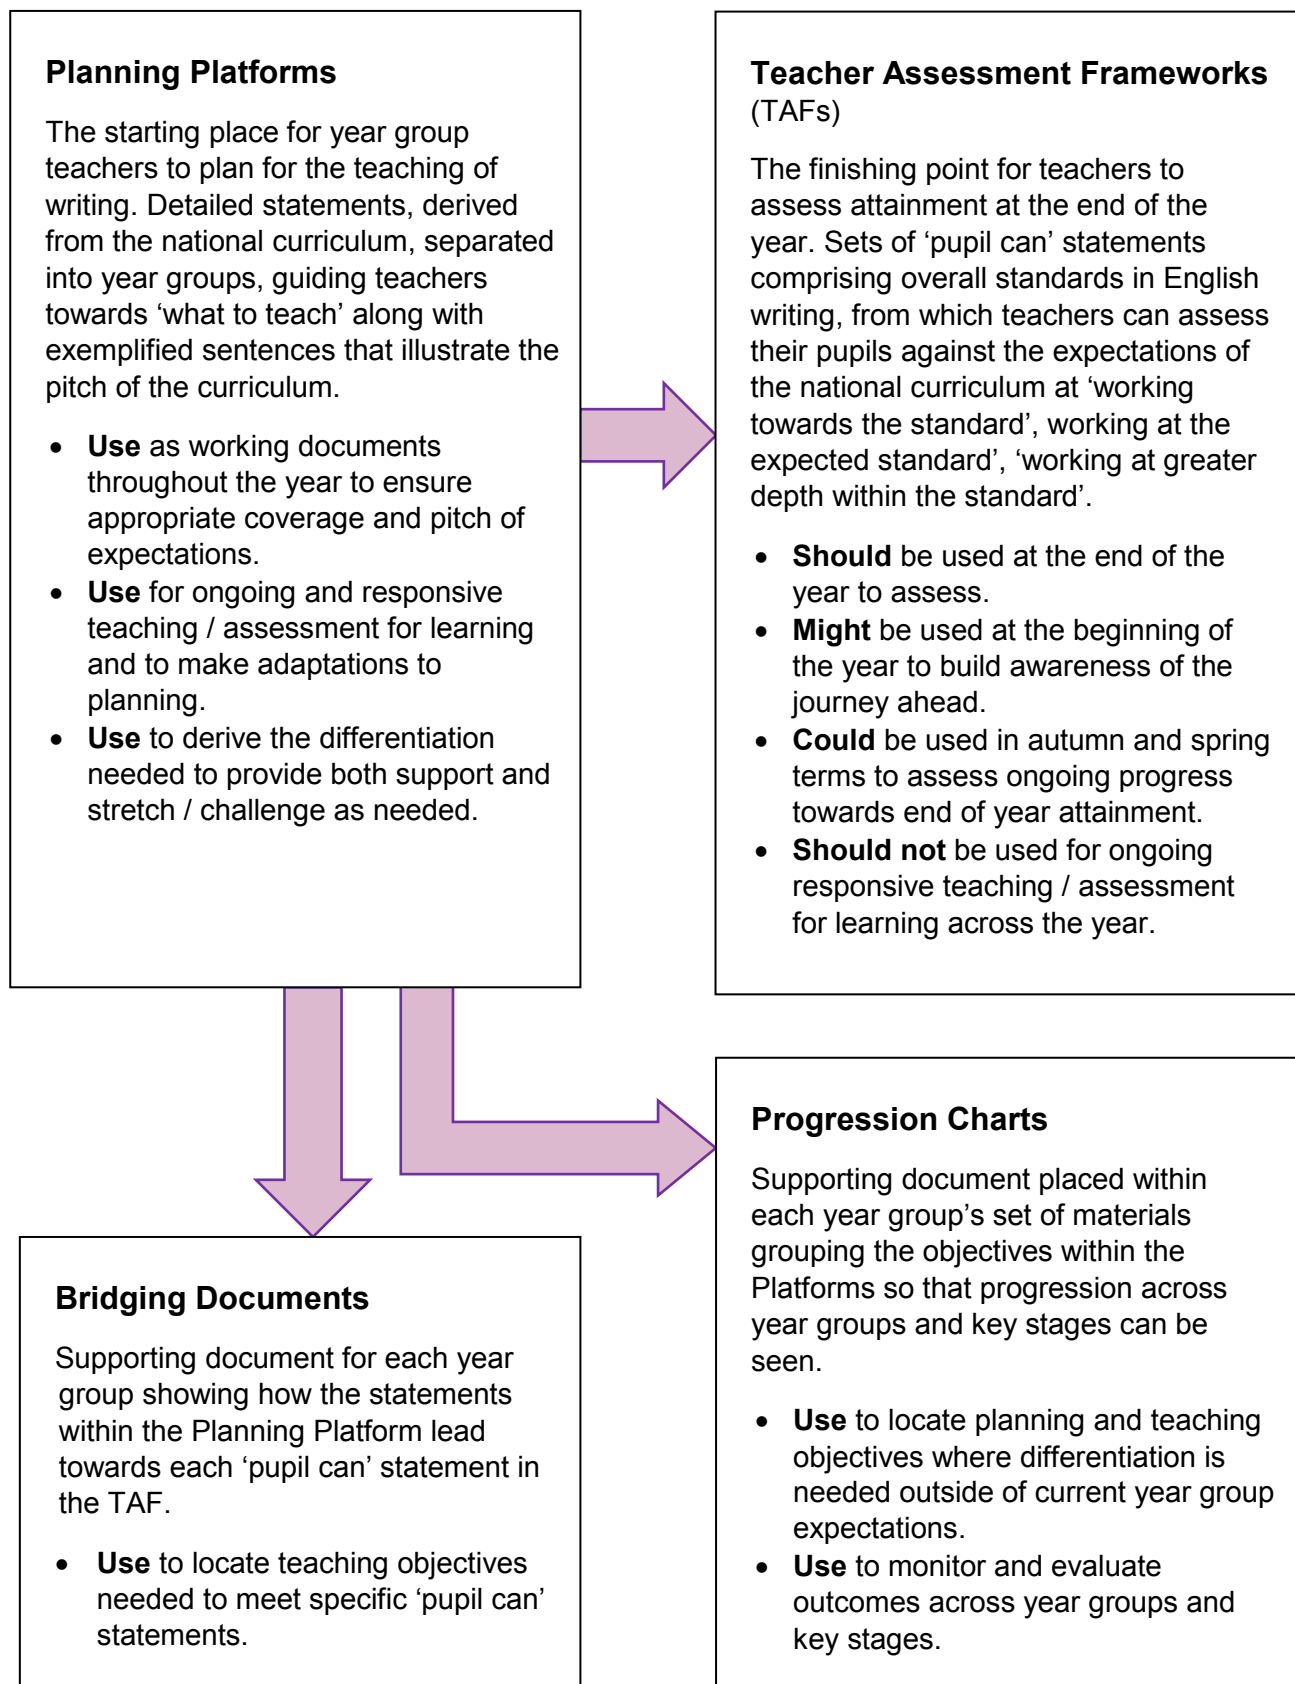 Planning Platforms
The starting place for year group
teachers to plan for the teaching of
writing. Detailed statements, derived
from the national curriculum, separated
into year groups, guiding teachers
towards ‘what to teach’ along with
exemplified sentences that illustrate the
pitch of the curriculum.
• Use as working documents
throughout the year to ensure
appropriate coverage and pitch of
expectations.
• Use for ongoing and responsive
teaching / assessment for learning
and to make adaptations to
planning.
• Use to derive the differentiation
needed to provide both support and
stretch / challenge as needed.
Teacher Assessment Frameworks
(TAFs)
The finishing point for teachers to
assess attainment at the end of the
year. Sets of ‘pupil can’ statements
comprising overall standards in English
writing, from which teachers can assess
their pupils against the expectations of
the national curriculum at ‘working
towards the standard’, working at the
expected standard’, ‘working at greater
depth within the standard’.
• Should be used at the end of the
year to assess.
• Might be used at the beginning of
the year to build awareness of the
journey ahead.
• Could be used in autumn and spring
terms to assess ongoing progress
towards end of year attainment.
• Should not be used for ongoing
responsive teaching / assessment
for learning across the year.
Bridging Documents
Supporting document for each year
group showing how the statements
within the Planning Platform lead
towards each ‘pupil can’ statement in
the TAF.
• Use to locate teaching objectives
needed to meet specific ‘pupil can’
statements.
Progression Charts
Supporting document placed within
each year group’s set of materials
grouping the objectives within the
Platforms so that progression across
year groups and key stages can be
seen.
• Use to locate planning and teaching
objectives where differentiation is
needed outside of current year group
expectations.
• Use to monitor and evaluate
outcomes across year groups and
key stages.